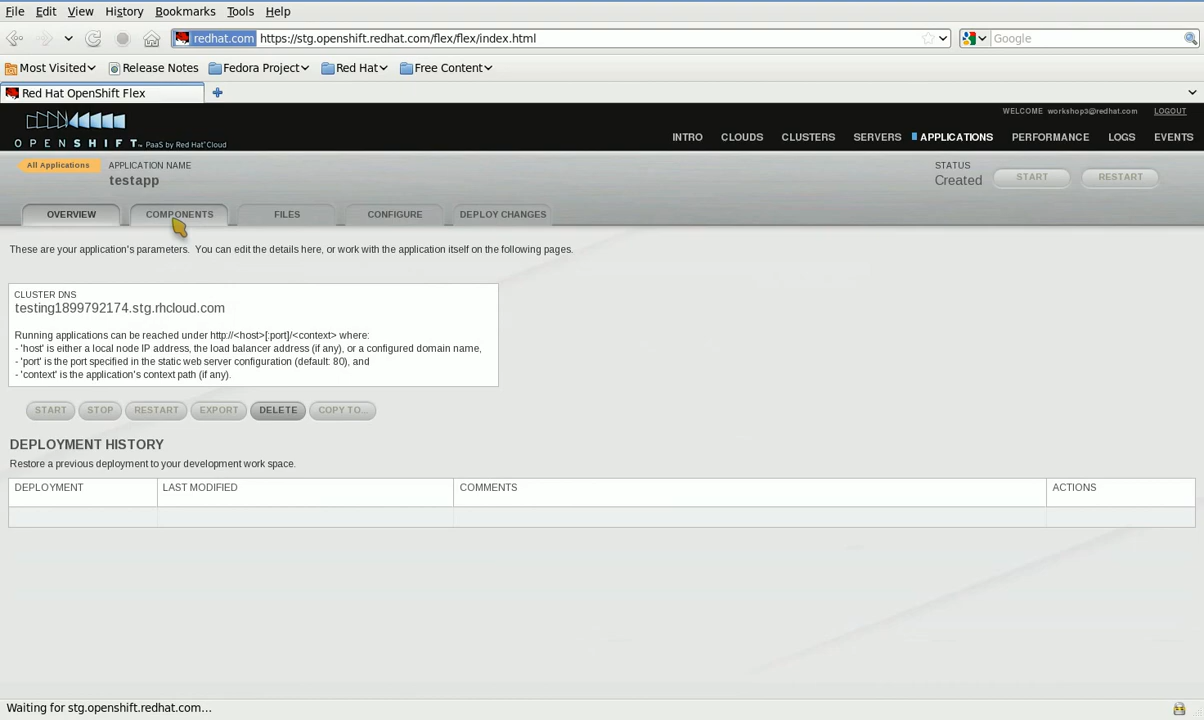 File Edit View History Bookmarks Tools Help
redhat.com https://stg.openshift.redhat.com/flex/flex/index.html Google
Most Visited Release Notes Fedora Project Red Hat Free Content
Red Hat OpenShift Flex
WELCOME workshop3@redhat.com LOGOUT
OPENSHIFT™ PaaS by Red Hat® Cloud
INTRO CLOUDS CLUSTERS SERVERS APPLICATIONS PERFORMANCE LOGS EVENTS
All Applications APPLICATION NAME STATUS
testapp Created START RESTART
OVERVIEW COMPONENTS FILES CONFIGURE DEPLOY CHANGES
These are your application's parameters. You can edit the details here, or work with the application itself on the following pages.
CLUSTER DNS
testing1899792174.stg.rhcloud.com
Running applications can be reached under http://<host>[:port]/<context> where:
- 'host' is either a local node IP address, the load balancer address (if any), or a configured domain name,
- 'port' is the port specified in the static web server configuration (default: 80), and
- 'context' is the application's context path (if any).
START STOP RESTART EXPORT DELETE COPY TO...
DEPLOYMENT HISTORY
Restore a previous deployment to your development work space.
DEPLOYMENT LAST MODIFIED COMMENTS ACTIONS
Waiting for stg.openshift.redhat.com...